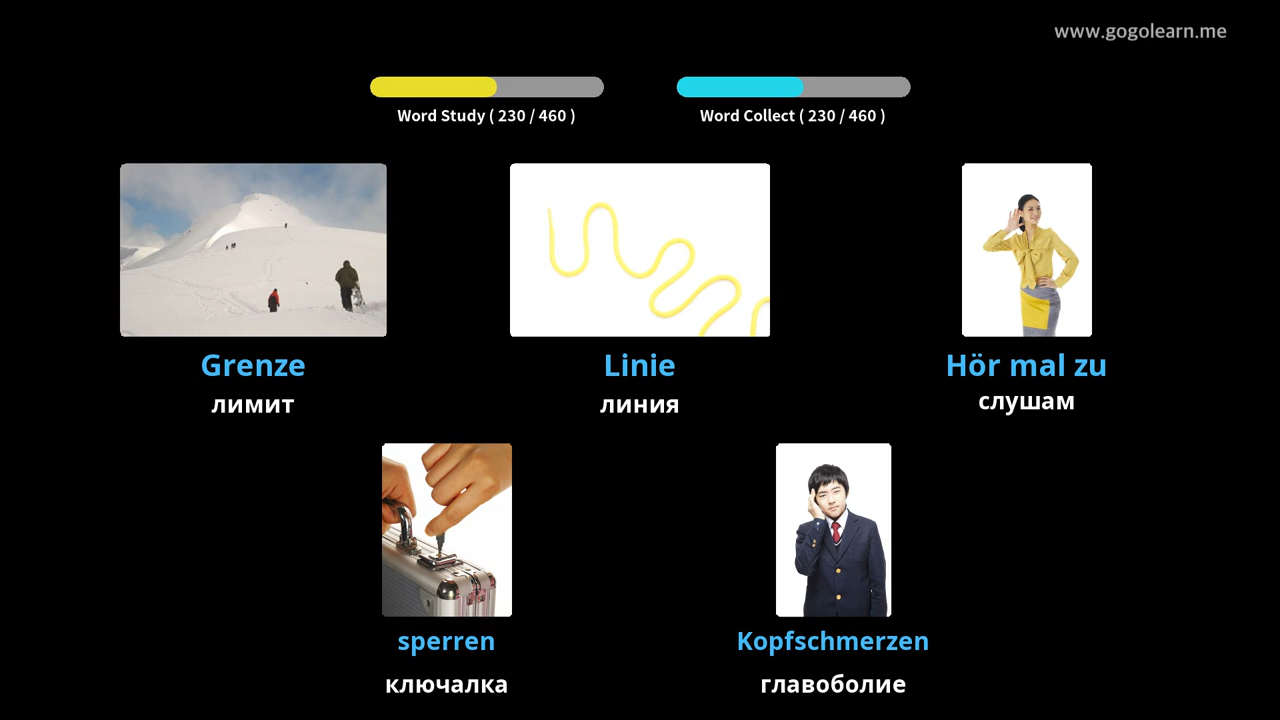 www.gogolearn.me
Word Study ( 230 / 460 )
Word Collect ( 230 / 460 )
Grenze
лимит
Linie
линия
Hör mal zu
слушам
sperren
ключалка
Kopfschmerzen
главоболие